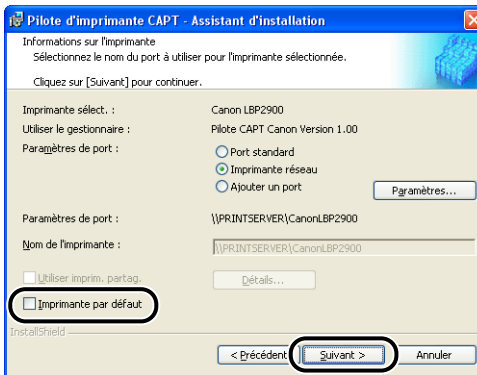 Pilote d'imprimante CAPT - Assistant d'installation
Informations sur l'imprimante
Sélectionnez le nom du port à utiliser pour l'imprimante sélectionnée.
Cliquez sur [Suivant] pour continuer.
Imprimante sélect. : Canon LBP2900
Utiliser le gestionnaire : Pilote CAPT Canon Version 1.00
Paramètres de port : Port standard
Imprimante réseau
Ajouter un port
Paramètres...
Paramètres de port : \\PRINTSERVER\CanonLBP2900
Nom de l'imprimante : \\PRINTSERVER\CanonLBP2900
Utiliser imprim. partag. Détails...
Imprimante par défaut
InstallShield
< Précédent Suivant > Annuler